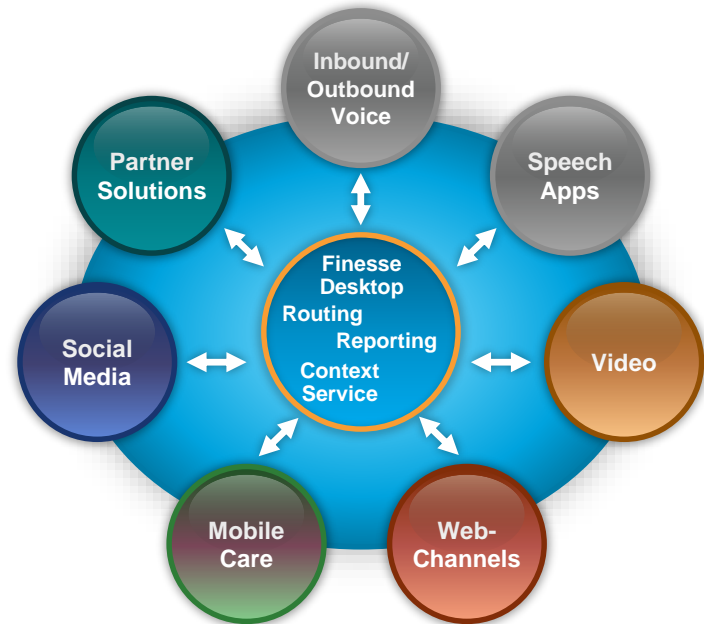 Inbound/
Outbound
Voice
Partner
Solutions
Speech
Apps
Finesse
Desktop
Routing
Reporting
Context
Service
Social
Media
Video
Mobile
Care
Web-
Channels